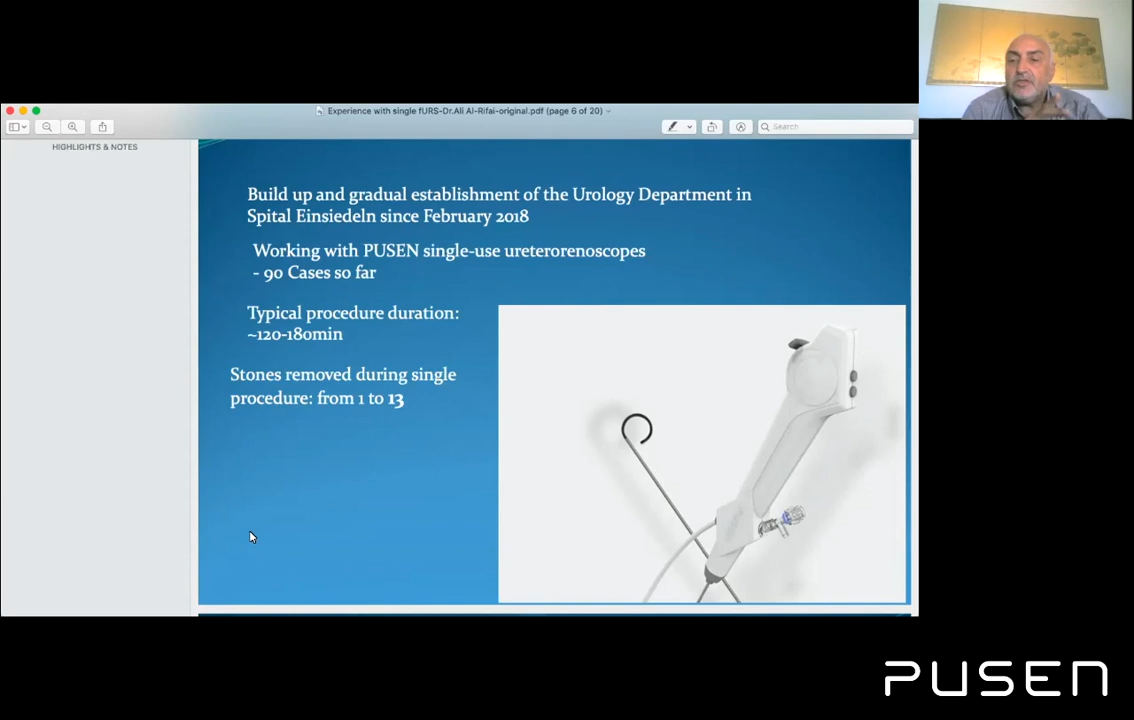 Experience with single fURS-Dr.Ali Al-Rifai-original.pdf (page 6 of 20)
Search
HIGHLIGHTS & NOTES
Build up and gradual establishment of the Urology Department in
Spital Einsiedeln since February 2018
Working with PUSEN single-use ureterorenoscopes
- 90 Cases so far
Typical procedure duration:
~120-180min
Stones removed during single
procedure: from 1 to 13
PUSEN